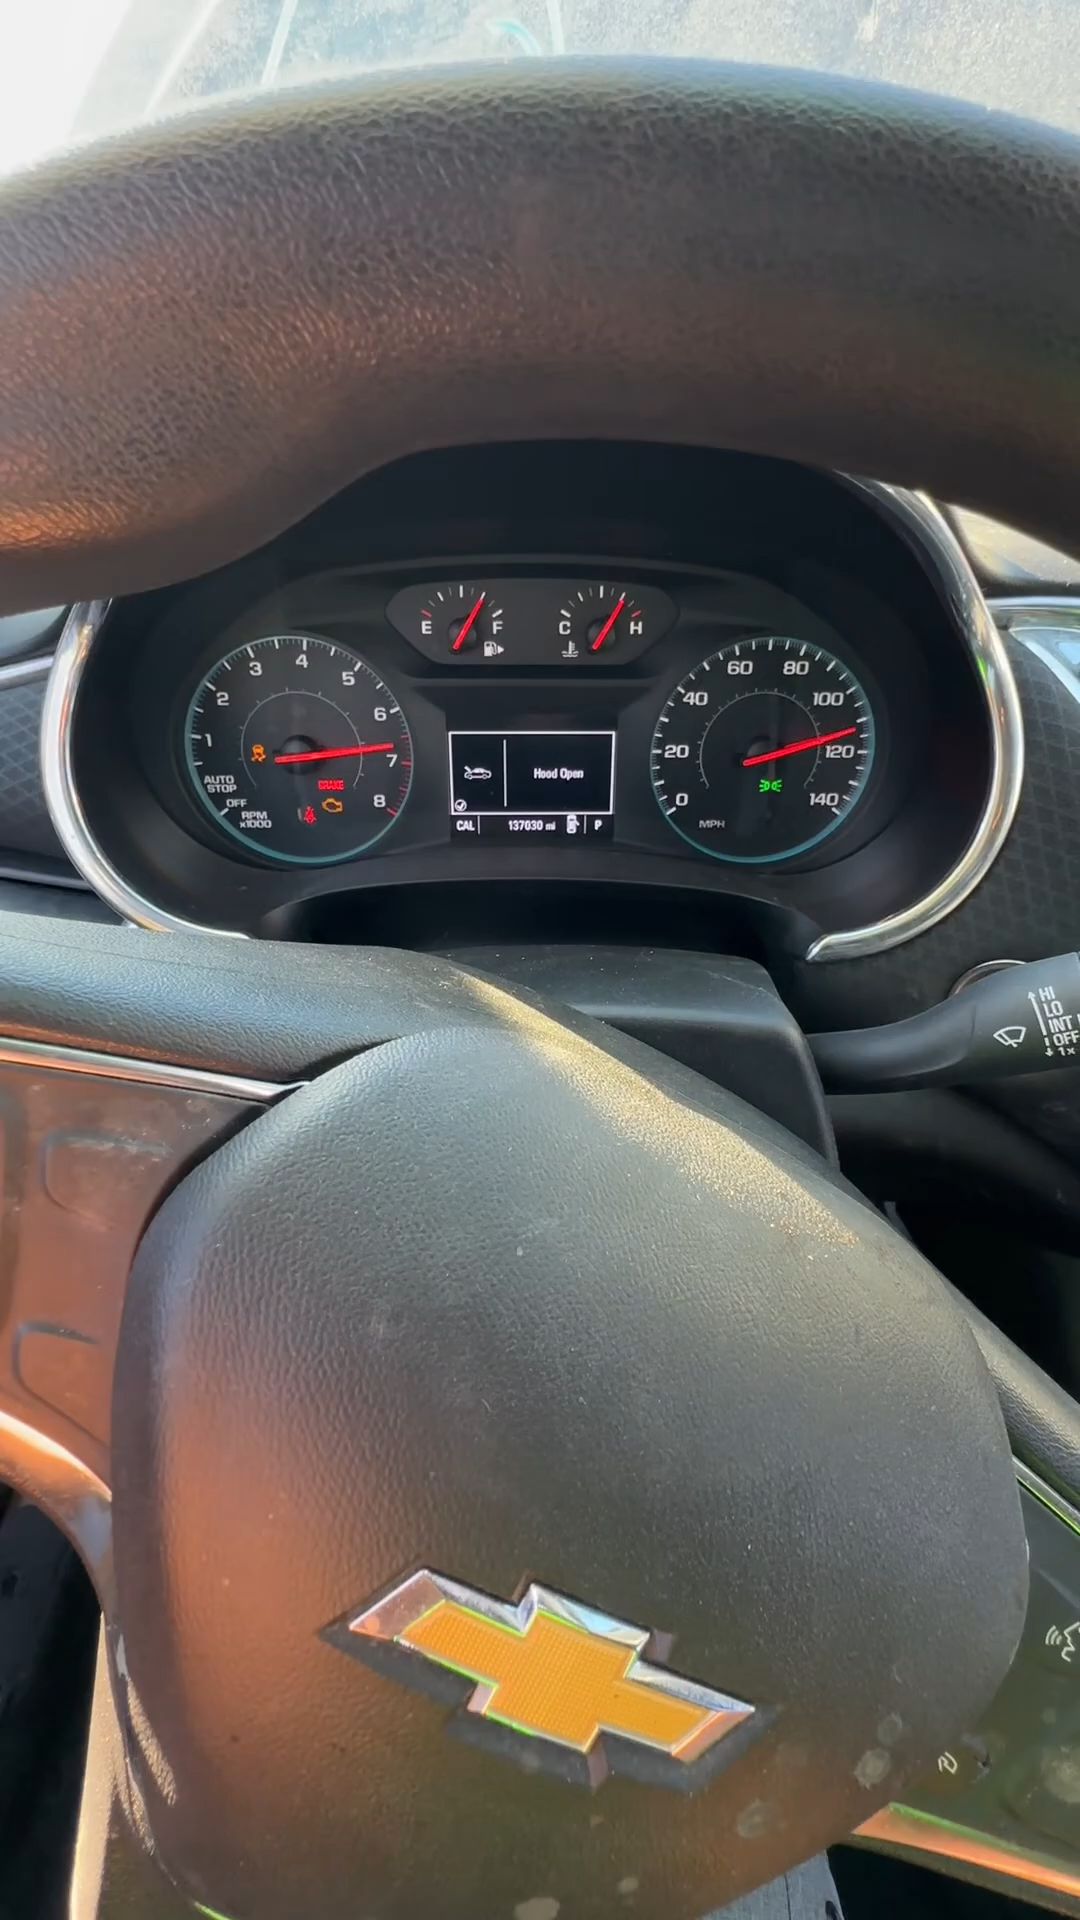 E F C H
1 2 3 4 5 6 7 8
AUTO
STOP
OFF
RPM
x1000
BRAKE
Hood Open
CAL 137030 mi P
0 20 40 60 80 100 120 140
MPH
HI
LO
INT
OFF
1x